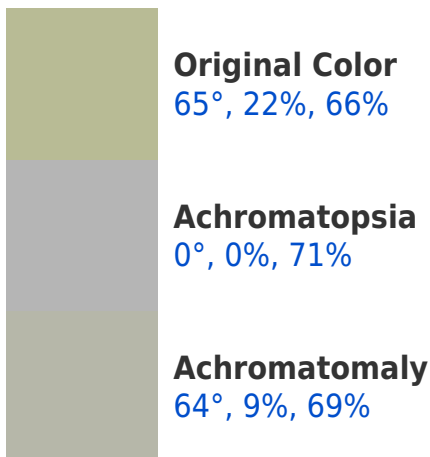 Original Color
65°, 22%, 66%
Achromatopsia
0°, 0%, 71%
Achromatomaly
64°, 9%, 69%